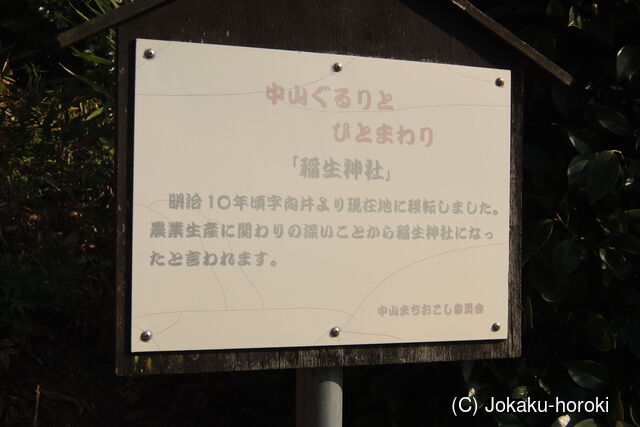 中山ぐるりと
ひとまわり
「稲生神社」
明治10年頃字向井より現在地に移転しました。
農業生産に関わりの深いことから稲生神社になっ
たと言われます。
中山まちおこし委員会
(C) Jokaku-horoki